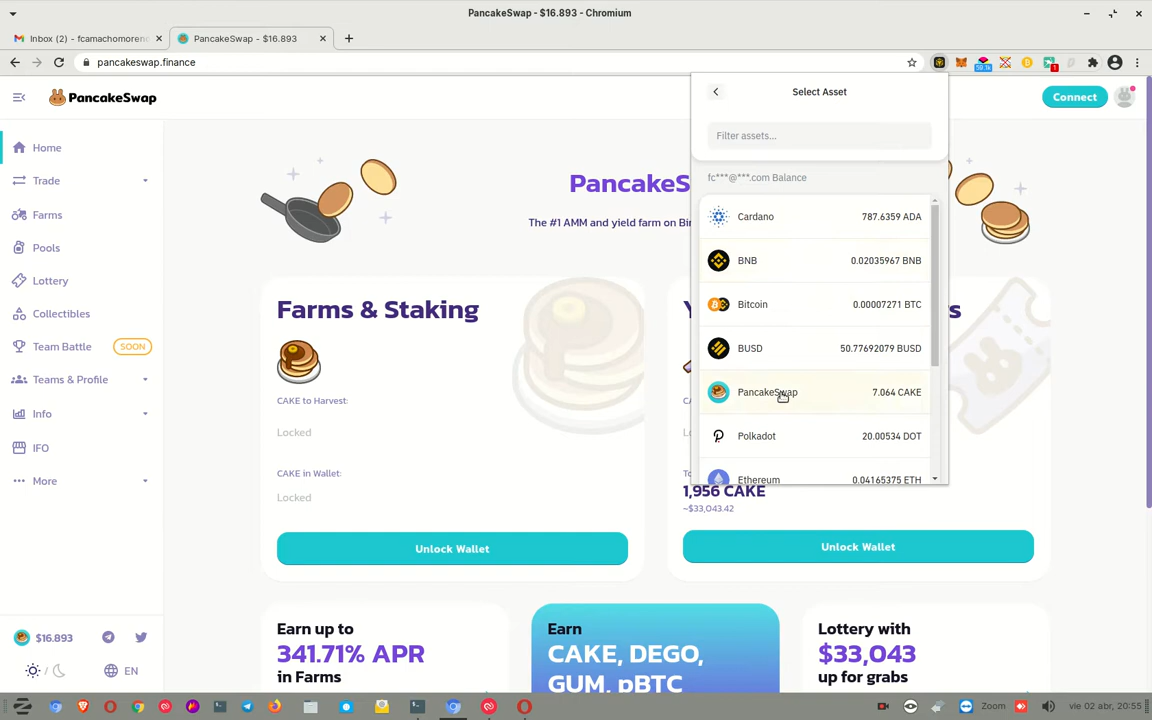 PancakeSwap - $16.893 - Chromium
Inbox (2) - fcamachomoreno
PancakeSwap - $16.893
pancakeswap.finance
59.1k
1
PancakeSwap
Connect
Home
Trade
Farms
Pools
Lottery
Collectibles
Team Battle
SOON
Teams & Profile
Info
IFO
More
$16.893
EN
PancakeS
The #1 AMM and yield farm on Bin
Farms & Staking
CAKE to Harvest:
Locked
CAKE in Wallet:
Locked
Unlock Wallet
1,956 CAKE
~$33,043.42
Unlock Wallet
Select Asset
Filter assets...
fc***@***.com Balance
Cardano
787.6359 ADA
BNB
0.02035967 BNB
Bitcoin
0.00007271 BTC
BUSD
50.77692079 BUSD
PancakeSwap
7.064 CAKE
Polkadot
20.00534 DOT
Ethereum
0.04165375 ETH
Earn up to
341.71% APR
in Farms
Earn
CAKE, DEGO,
GUM, pBTC
Lottery with
$33,043
up for grabs
Zoom
vie 02 abr, 20:55